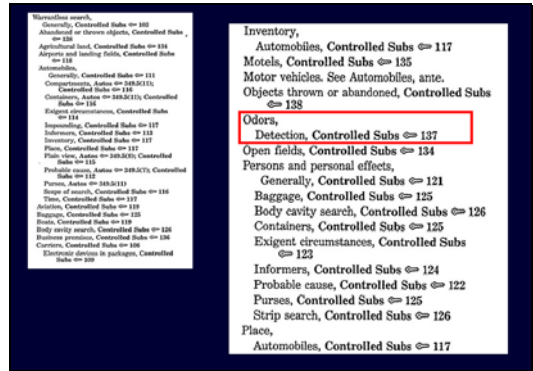 Warrantless search,
Generally, Controlled Subs ⚷ 103
Abandoned or thrown objects, Controlled Subs
⚷ 138
Agricultural land, Controlled Subs ⚷ 134
Airports and landing fields, Controlled Subs
⚷ 118
Automobiles,
Generally, Controlled Subs ⚷ 111
Compartments, Autos ⚷ 349.5(11);
Controlled Subs ⚷ 116
Containers, Autos ⚷ 349.5(11); Controlled
Subs ⚷ 116
Exigent circumstances, Controlled Subs
⚷ 114
Impounding, Controlled Subs ⚷ 117
Informers, Controlled Subs ⚷ 113
Inventory, Controlled Subs ⚷ 117
Place, Controlled Subs ⚷ 117
Plain view, Autos ⚷ 349.5(8); Controlled
Subs ⚷ 115
Probable cause, Autos ⚷ 349.5(7); Controlled
Subs ⚷ 112
Purses, Autos ⚷ 349.5(11)
Scope of search, Controlled Subs ⚷ 116
Time, Controlled Subs ⚷ 117
Aviation, Controlled Subs ⚷ 119
Baggage, Controlled Subs ⚷ 125
Boats, Controlled Subs ⚷ 119
Body cavity search, Controlled Subs ⚷ 126
Business premises, Controlled Subs ⚷ 136
Carriers, Controlled Subs ⚷ 106
Electronic devices in packages, Controlled
Subs ⚷ 109
Inventory,
Automobiles, Controlled Subs ⚷ 117
Motels, Controlled Subs ⚷ 135
Motor vehicles. See Automobiles, ante.
Objects thrown or abandoned, Controlled Subs
⚷ 138
Odors,
Detection, Controlled Subs ⚷ 137
Open fields, Controlled Subs ⚷ 134
Persons and personal effects,
Generally, Controlled Subs ⚷ 121
Baggage, Controlled Subs ⚷ 125
Body cavity search, Controlled Subs ⚷ 126
Containers, Controlled Subs ⚷ 125
Exigent circumstances, Controlled Subs
⚷ 123
Informers, Controlled Subs ⚷ 124
Probable cause, Controlled Subs ⚷ 122
Purses, Controlled Subs ⚷ 125
Strip search, Controlled Subs ⚷ 126
Place,
Automobiles, Controlled Subs ⚷ 117